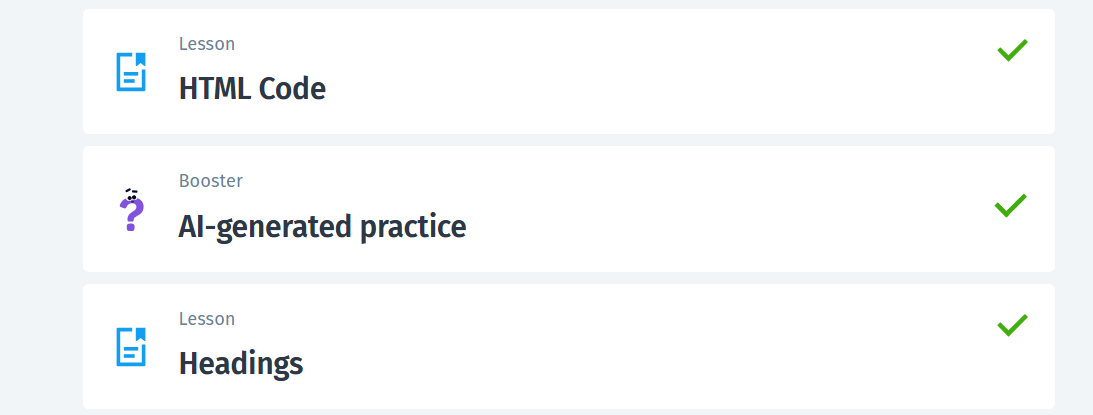 Lesson
HTML Code
Booster
AI-generated practice
Lesson
Headings